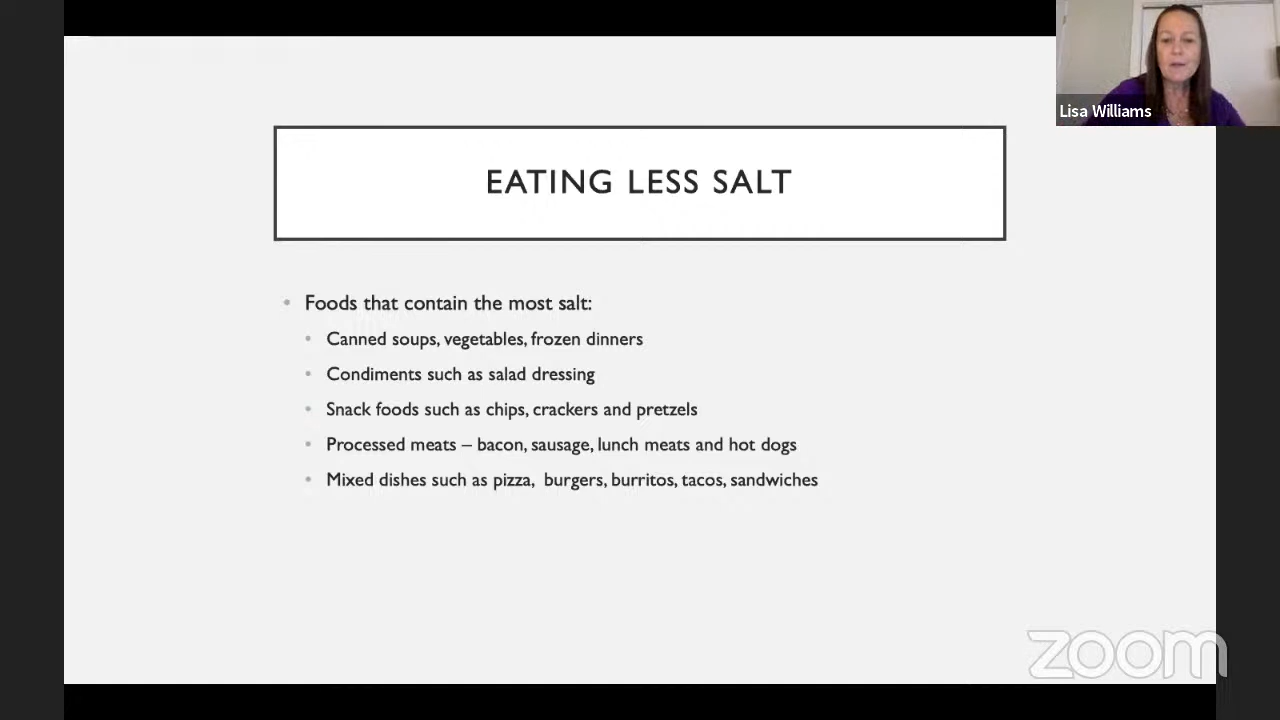 Lisa Williams
EATING LESS SALT
• Foods that contain the most salt:
• Canned soups, vegetables, frozen dinners
• Condiments such as salad dressing
• Snack foods such as chips, crackers and pretzels
• Processed meats – bacon, sausage, lunch meats and hot dogs
• Mixed dishes such as pizza,  burgers, burritos, tacos, sandwiches
zoom